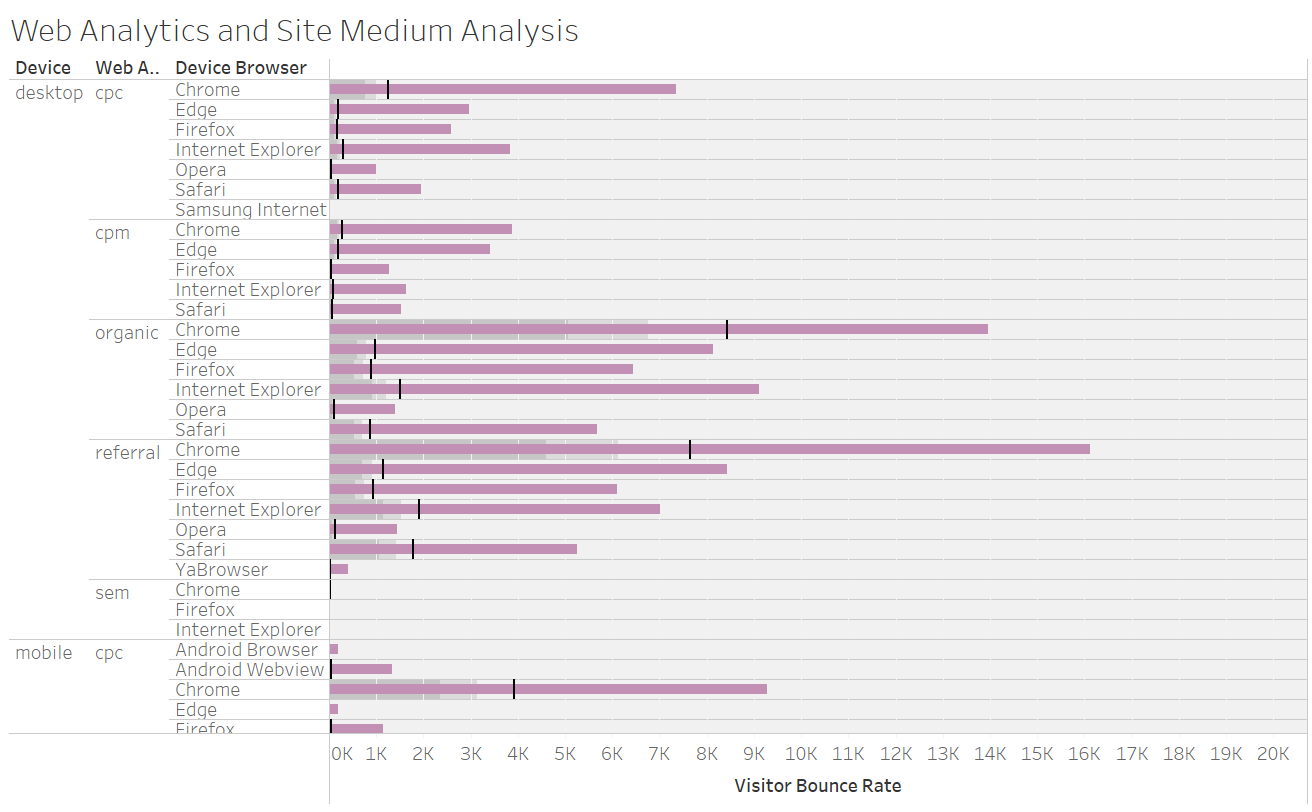 Web Analytics and Site Medium Analysis
Device Web A.. Device Browser
desktop cpc Chrome
Edge
Firefox
Internet Explorer
Opera
Safari
Samsung Internet
cpm Chrome
Edge
Firefox
Internet Explorer
Safari
organic Chrome
Edge
Firefox
Internet Explorer
Opera
Safari
referral Chrome
Edge
Firefox
Internet Explorer
Opera
Safari
YaBrowser
sem Chrome
Firefox
Internet Explorer
mobile cpc Android Browser
Android Webview
Chrome
Edge
Firefox
0K 1K 2K 3K 4K 5K 6K 7K 8K 9K 10K 11K 12K 13K 14K 15K 16K 17K 18K 19K 20K
Visitor Bounce Rate